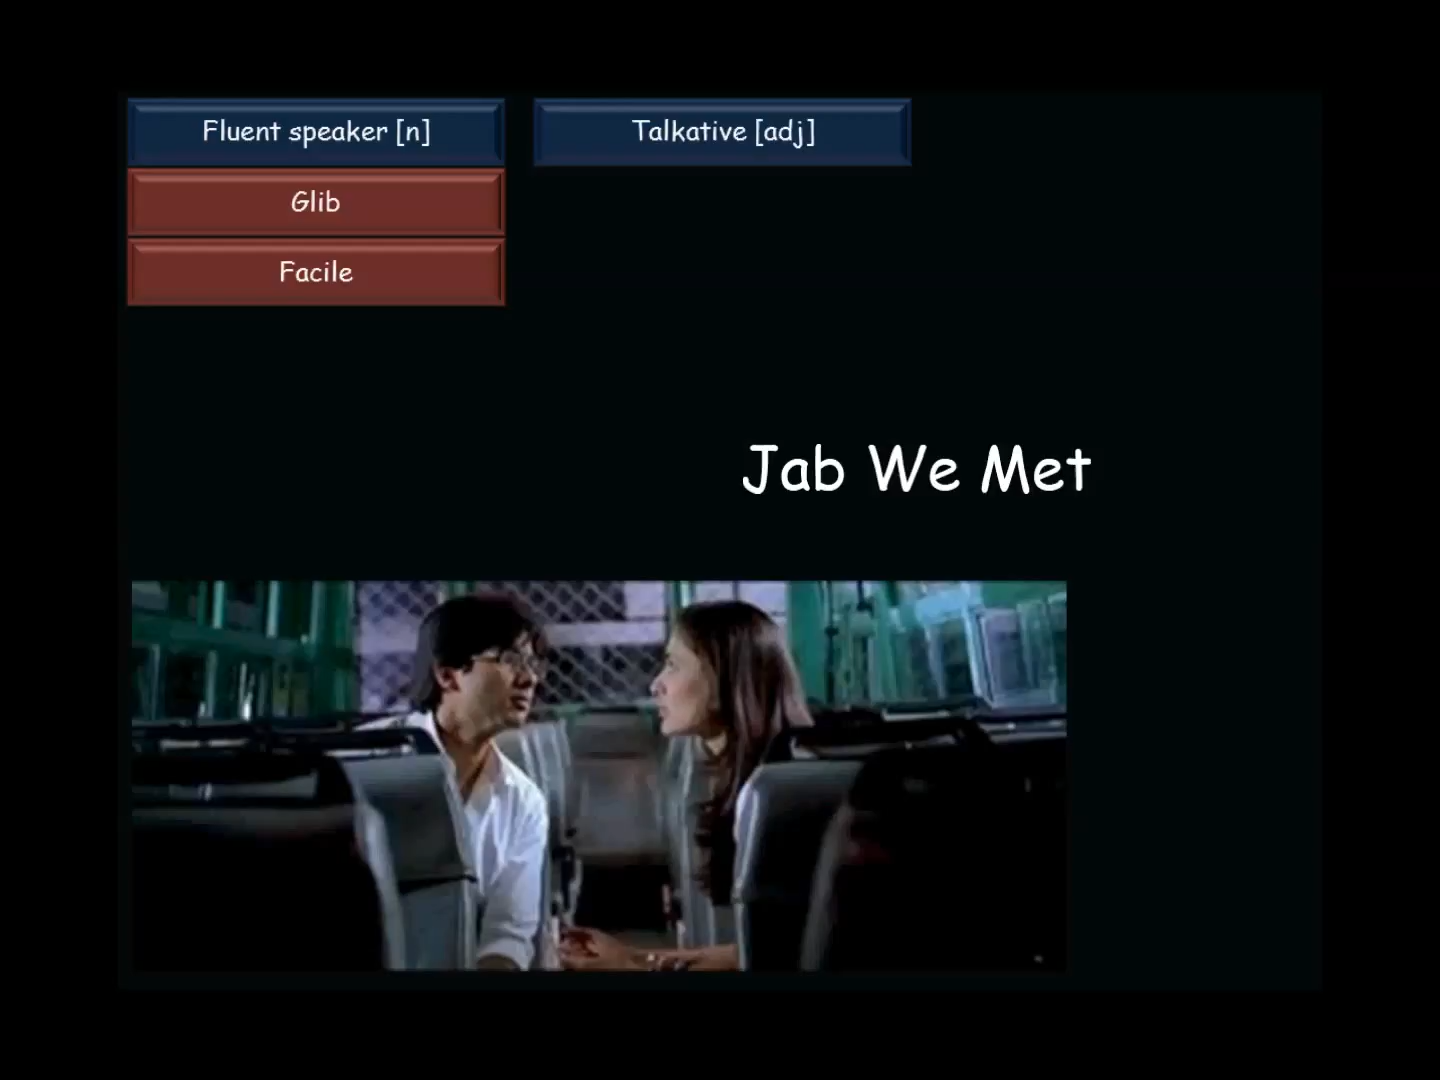 Fluent speaker [n]
Talkative [adj]
Glib
Facile
Jab We Met